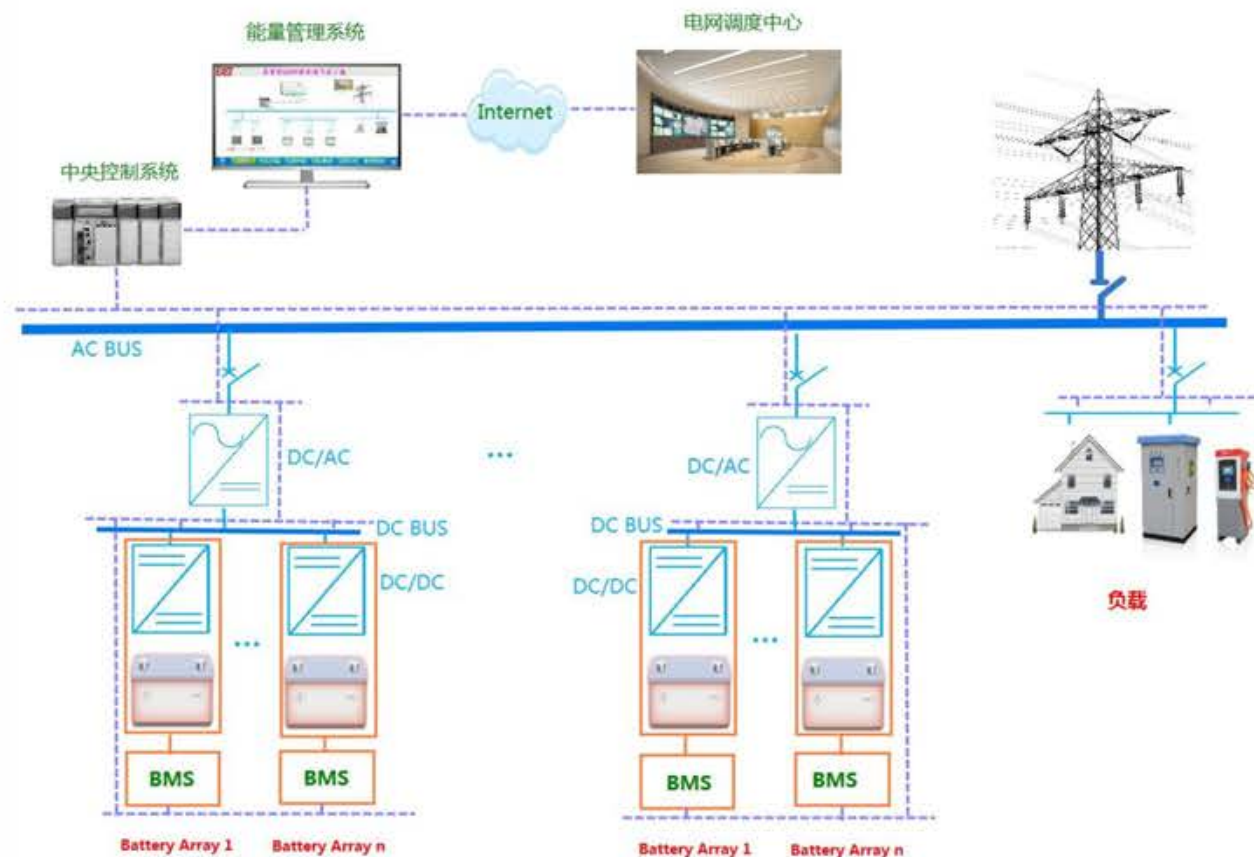 能量管理系统
电网调度中心
Internet
中央控制系统
AC BUS
DC/AC
...
DC/AC
DC BUS
DC BUS
DC/DC
DC/DC
...
...
负载
BMS
BMS
BMS
BMS
Battery Array 1
Battery Array n
Battery Array 1
Battery Array n